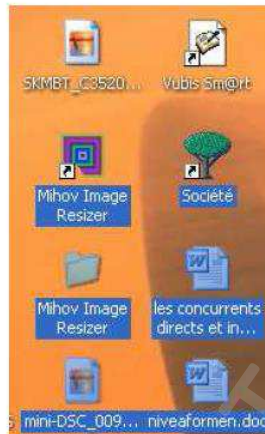 SKMBT_C3520...
Vubis Sm@rt
Mihov Image
Resizer
Société
Mihov Image
Resizer
les concurrents
directs et in...
mini-DSC_009...
niveaformen.doc